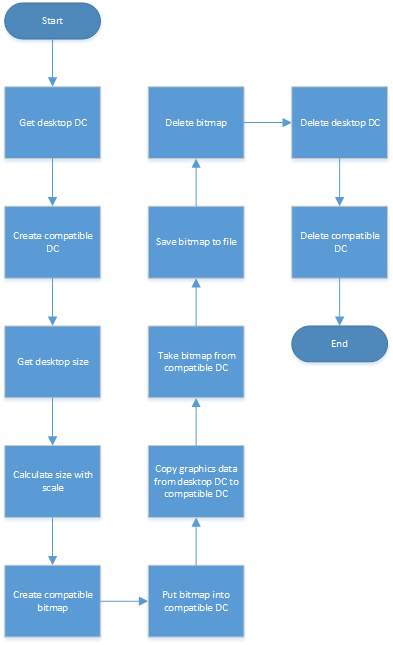 Start
Get desktop DC
Create compatible
DC
Get desktop size
Calculate size with
scale
Create compatible
bitmap
Put bitmap into
compatible DC
Copy graphics data
from desktop DC to
compatible DC
Take bitmap from
compatible DC
Save bitmap to file
Delete bitmap
Delete desktop DC
Delete compatible
DC
End